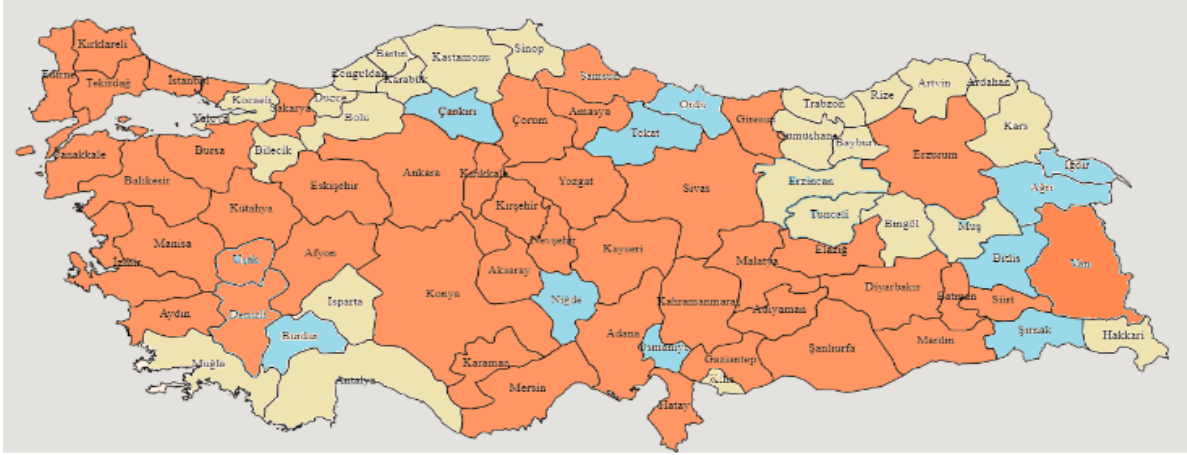 Kırklareli
Edirne
Tekirdağ
İstanbul
Kocaeli
Yalova
Sakarya
Düzce
Bolu
Zonguldak
Bartın
Karabük
Kastamonu
Sinop
Çankırı
Samsun
Amasya
Çorum
Tokat
Ordu
Giresun
Trabzon
Gümüşhane
Bayburt
Rize
Artvin
Ardahan
Kars
Iğdır
Ağrı
Erzurum
Erzincan
Tunceli
Bingöl
Muş
Bitlis
Van
Hakkari
Şırnak
Siirt
Batman
Mardin
Diyarbakır
Elazığ
Malatya
Adıyaman
Şanlıurfa
Gaziantep
Hatay
Osmaniye
Kahramanmaraş
Adana
Mersin
Karaman
Niğde
Kayseri
Sivas
Yozgat
Nevşehir
Kırşehir
Kırıkkale
Aksaray
Konya
Ankara
Eskişehir
Bilecik
Bursa
Çanakkale
Balıkesir
Kütahya
Manisa
İzmir
Uşak
Afyon
Aydın
Denizli
Burdur
Isparta
Muğla
Antalya